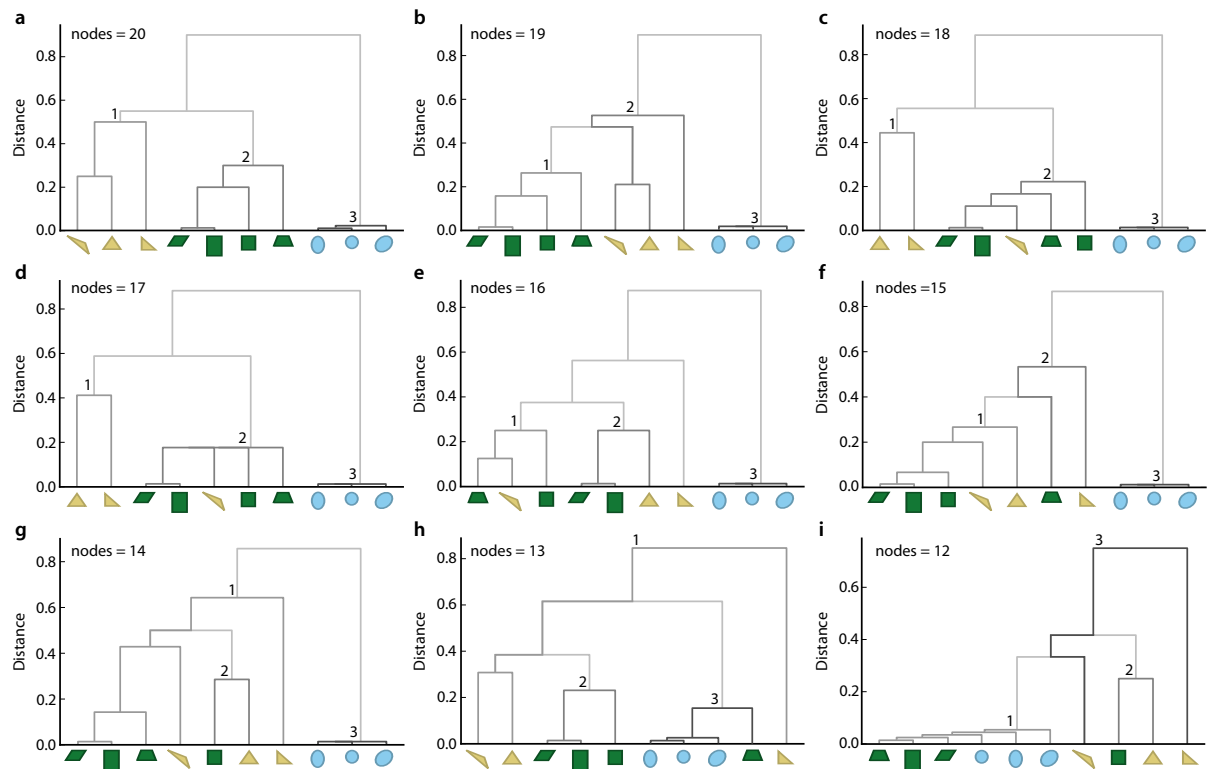 a
nodes = 20
Distance
0.8
0.6
0.4
0.2
0.0
1
2
3
b
nodes = 19
Distance
0.8
0.6
0.4
0.2
0.0
1
2
3
c
nodes = 18
Distance
0.8
0.6
0.4
0.2
0.0
1
2
3
d
nodes = 17
Distance
0.8
0.6
0.4
0.2
0.0
1
2
3
e
nodes = 16
Distance
0.8
0.6
0.4
0.2
0.0
1
2
3
f
nodes =15
Distance
0.8
0.6
0.4
0.2
0.0
1
2
3
g
nodes = 14
Distance
0.8
0.6
0.4
0.2
0.0
1
2
3
h
nodes = 13
Distance
0.8
0.6
0.4
0.2
0.0
1
2
3
i
nodes = 12
Distance
0.6
0.4
0.2
0.0
1
2
3